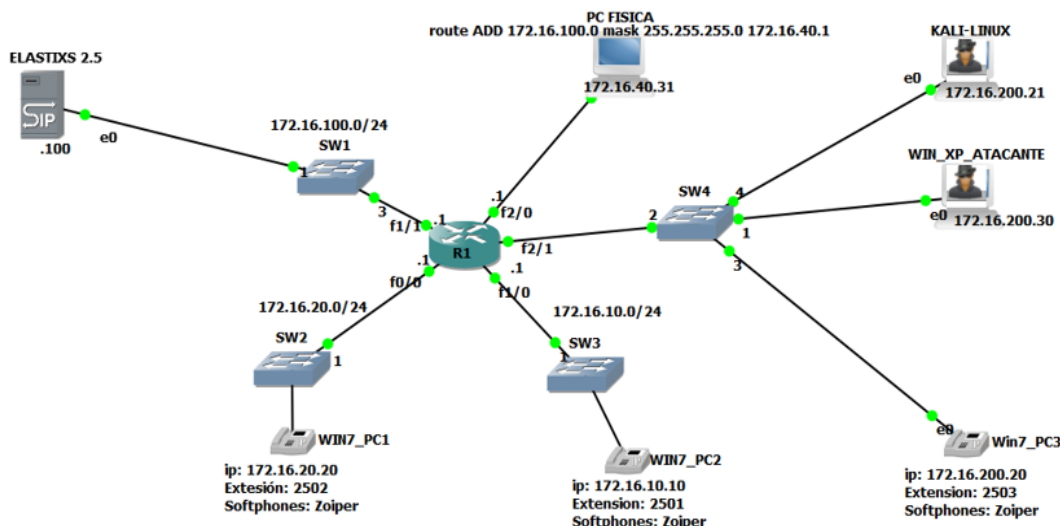 PC FISICA
route ADD 172.16.100.0 mask 255.255.255.0 172.16.40.1
172.16.40.31
KALI-LINUX
e0
172.16.200.21
ELASTIXS 2.5
SIP
e0
.100
172.16.100.0/24
SW1
1
3
f1/1
.1
.1
f2/0
WIN_XP_ATACANTE
e0
172.16.200.30
SW4
4
2
1
3
R1
f2/1
.1
f0/0
.1
f1/0
172.16.20.0/24
172.16.10.0/24
SW2
1
SW3
1
WIN7_PC1
ip: 172.16.20.20
Extesión: 2502
Softphones: Zoiper
WIN7_PC2
ip: 172.16.10.10
Extension: 2501
Softphones: Zoiper
e0
Win7_PC3
ip: 172.16.200.20
Extension: 2503
Softphones: Zoiper